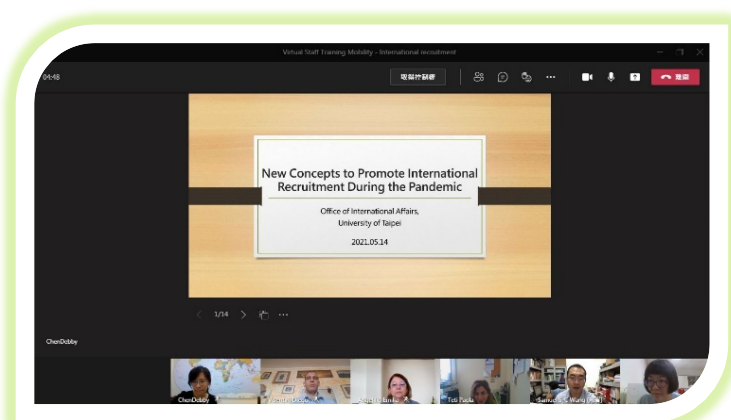 Virtual Staff Training Mobility - International recruitment
04:48
New Concepts to Promote International
Recruitment During the Pandemic
Office of International Affairs,
University of Taipei
2021.05.14
1/14
ChenDebby
ChenDebby
Teti Paola